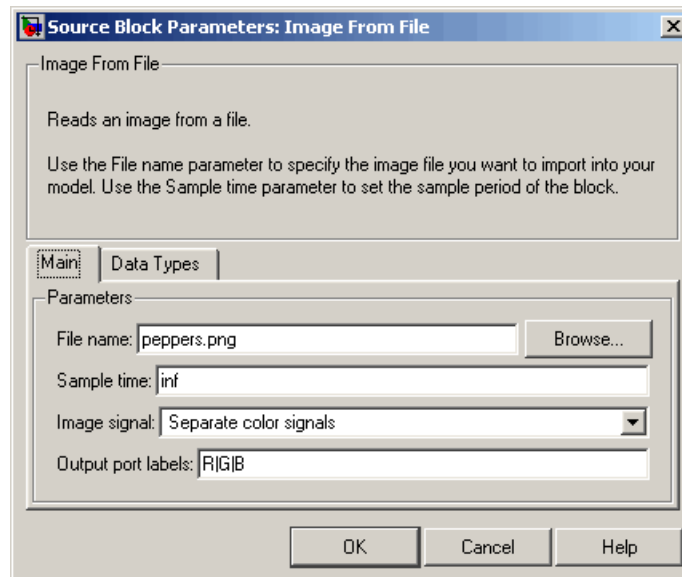 Source Block Parameters: Image From File
Image From File
Reads an image from a file.
Use the File name parameter to specify the image file you want to import into your
model. Use the Sample time parameter to set the sample period of the block.
Main Data Types
Parameters
File name: peppers.png Browse...
Sample time: inf
Image signal: Separate color signals
Output port labels: R|G|B
OK Cancel Help